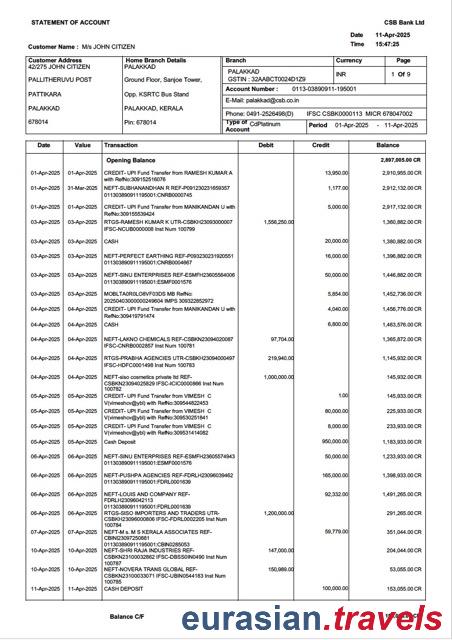 STATEMENT OF ACCOUNT
CSB Bank Ltd
Date 11-Apr-2025
Time 15:47:25
Customer Name : M/s JOHN CITIZEN
Customer Address Home Branch Details Branch Currency Page
42/275 JOHN CITIZEN PALAKKAD
PALLITHERUVU POST Ground Floor, Sanjoe Tower,
PATTIKARA Opp. KSRTC Bus Stand
PALAKKAD PALAKKAD, KERALA
678014 Pin: 678014
PALAKKAD INR 1 Of 9
GSTIN : 32AABCT0024D1Z9
Account Number : 0113-03890911-195001
E-Mail: palakkad@csb.co.in
Phone: 0491-2526498(D) IFSC CSBK0000113 MICR 678047002
Type of Account CdPlatinum Period 01-Apr-2025 - 11-Apr-2025
Date Value Transaction Debit Credit Balance
Opening Balance 2,897,005.00 CR
01-Apr-2025 01-Apr-2025 CREDIT- UPI Fund Transfer from RAMESH KUMAR A 13,950.00 2,910,955.00 CR
with RefNo:309152516076
01-Apr-2025 31-Mar-2025 NEFT-SUBHANANDHAN R REF-P091230231659357 1,177.00 2,912,132.00 CR
011303890911195001:CNRB0000745
01-Apr-2025 01-Apr-2025 CREDIT- UPI Fund Transfer from MANIKANDAN U with 5,000.00 2,917,132.00 CR
RefNo:309155539424
03-Apr-2025 03-Apr-2025 RTGS-RAMESH KUMAR K UTR-CSBKH23093000007 1,556,250.00 1,360,882.00 CR
IFSC-NCUB0000008 Inst Num 100799
03-Apr-2025 03-Apr-2025 CASH 20,000.00 1,380,882.00 CR
03-Apr-2025 03-Apr-2025 NEFT-PERFECT EARTHING REF-P093230231920551 16,000.00 1,396,882.00 CR
011303890911195001:CNRB0004667
03-Apr-2025 03-Apr-2025 NEFT-SINU ENTERPRISES REF-ESMFH23605564006 50,000.00 1,446,882.00 CR
011303890911195001:ESMF0001576
03-Apr-2025 03-Apr-2025 MOBLTA0R0LO8VF03DS MB RefNo: 5,854.00 1,452,736.00 CR
20250403000000249604 IMPS 309322852972
04-Apr-2025 04-Apr-2025 CREDIT- UPI Fund Transfer from MANIKANDAN U with 4,040.00 1,456,776.00 CR
RefNo:309419791474
04-Apr-2025 04-Apr-2025 CASH 6,800.00 1,463,576.00 CR
04-Apr-2025 04-Apr-2025 NEFT-LAKNO CHEMICALS REF-CSBKN23094020087 97,704.00 1,365,872.00 CR
IFSC-CNRB0002857 Inst Num 100781
04-Apr-2025 04-Apr-2025 RTGS-PRABHA AGENCIES UTR-CSBKH23094000497 219,940.00 1,145,932.00 CR
IFSC-HDFC0001498 Inst Num 100783
04-Apr-2025 04-Apr-2025 NEFT-siso cosmetics private ltd REF- 1,000,000.00 145,932.00 CR
CSBKN23094025829 IFSC-ICIC0000866 Inst Num
100782
05-Apr-2025 05-Apr-2025 CREDIT- UPI Fund Transfer from VIMESH C 1.00 145,933.00 CR
V(vimeshov@ybl) with RefNo:309544822453
05-Apr-2025 05-Apr-2025 CREDIT- UPI Fund Transfer from VIMESH C 80,000.00 225,933.00 CR
V(vimeshov@ybl) with RefNo:309530251841
05-Apr-2025 05-Apr-2025 CREDIT- UPI Fund Transfer from VIMESH C 8,000.00 233,933.00 CR
V(vimeshov@ybl) with RefNo:309531414082
05-Apr-2025 05-Apr-2025 Cash Deposit 950,000.00 1,183,933.00 CR
06-Apr-2025 06-Apr-2025 NEFT-SINU ENTERPRISES REF-ESMFH23605574943 50,000.00 1,233,933.00 CR
011303890911195001:ESMF0001576
06-Apr-2025 06-Apr-2025 NEFT-PUSHPA AGENCIES REF-FDRLH23096039462 165,000.00 1,398,933.00 CR
011303890911195001:FDRL0001639
06-Apr-2025 06-Apr-2025 NEFT-LOUIS AND COMPANY REF- 92,332.00 1,491,265.00 CR
FDRLH23096042113
011303890911195001:FDRL0001639
06-Apr-2025 06-Apr-2025 RTGS-SISO IMPORTERS AND TRADERS UTR- 1,200,000.00 291,265.00 CR
CSBKH23096000806 IFSC-FDRL0002205 Inst Num
100784
07-Apr-2025 07-Apr-2025 NEFT-M s. M S KERALA ASSOCIATES REF- 59,779.00 351,044.00 CR
CBIN23097250681
011303890911195001:CBIN0285053
10-Apr-2025 10-Apr-2025 NEFT-SHRI RAJA INDUSTRIES REF- 147,000.00 204,044.00 CR
CSBKN23100032862 IFSC-DBSS0IN0490 Inst Num
100787
10-Apr-2025 10-Apr-2025 NEFT-NOVERA TRANS GLOBAL REF- 150,989.00 53,055.00 CR
CSBKN23100033071 IFSC-UBIN0544183 Inst Num
100785
11-Apr-2025 11-Apr-2025 CASH DEPOSIT 100,000.00 153,055.00 CR
Balance C/F
eurasian.travels